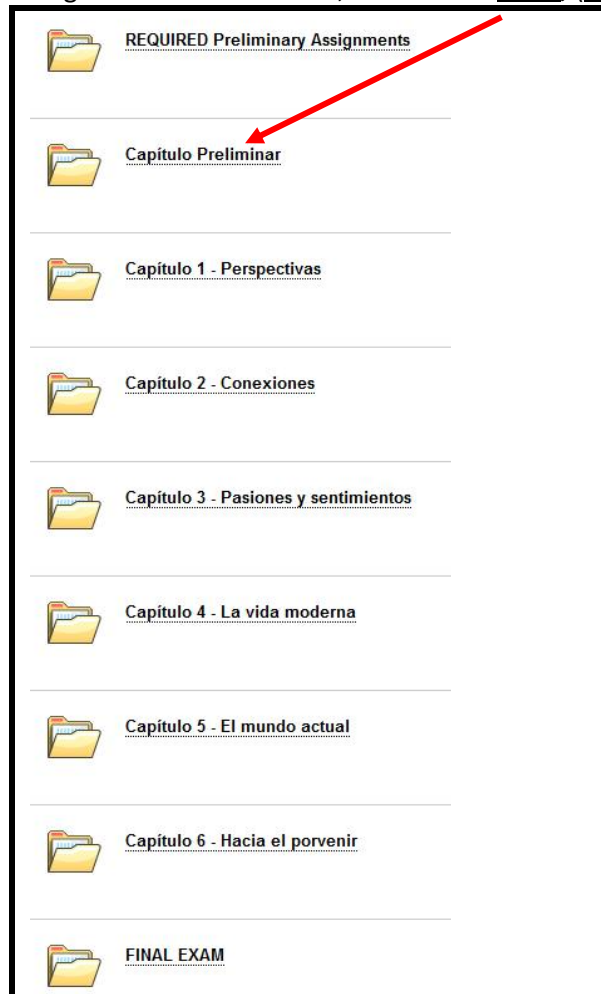 REQUIRED Preliminary Assignments
Capítulo Preliminar
Capítulo 1 - Perspectivas
Capítulo 2 - Conexiones
Capítulo 3 - Pasiones y sentimientos
Capítulo 4 - La vida moderna
Capítulo 5 - El mundo actual
Capítulo 6 - Hacia el porvenir
FINAL EXAM